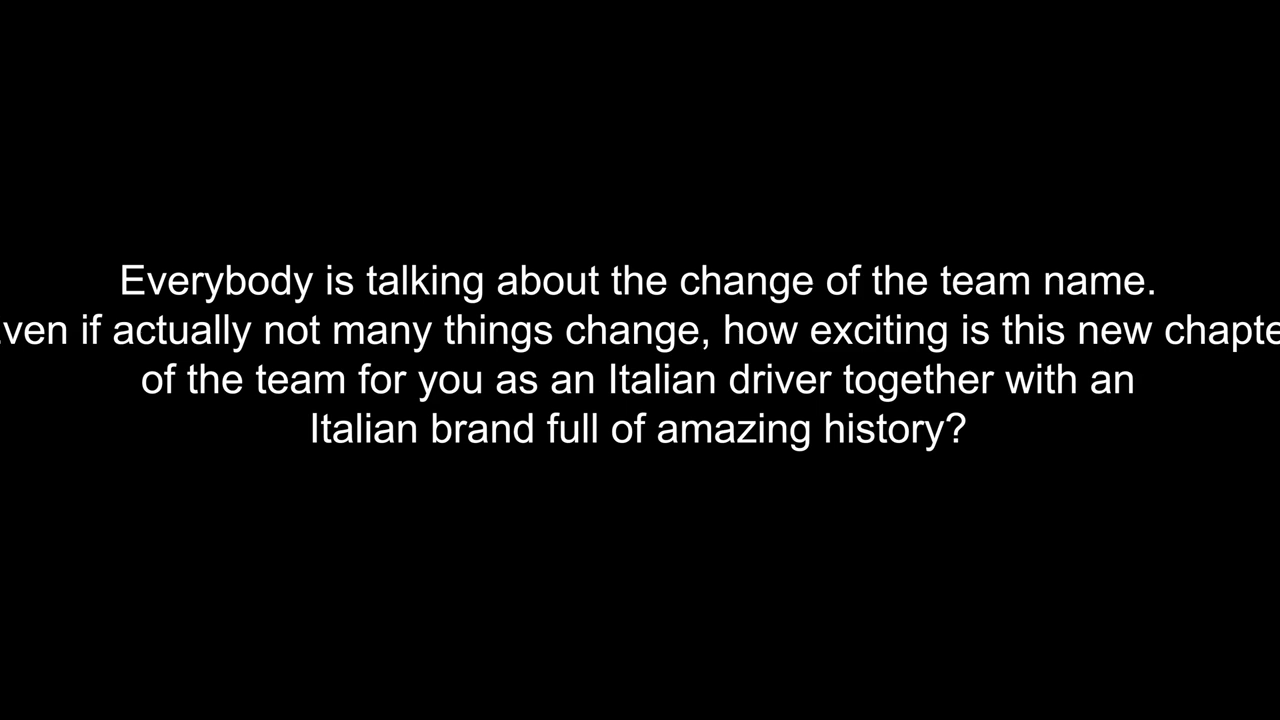 Everybody is talking about the change of the team name.
ven if actually not many things change, how exciting is this new chapte
of the team for you as an Italian driver together with an
Italian brand full of amazing history?